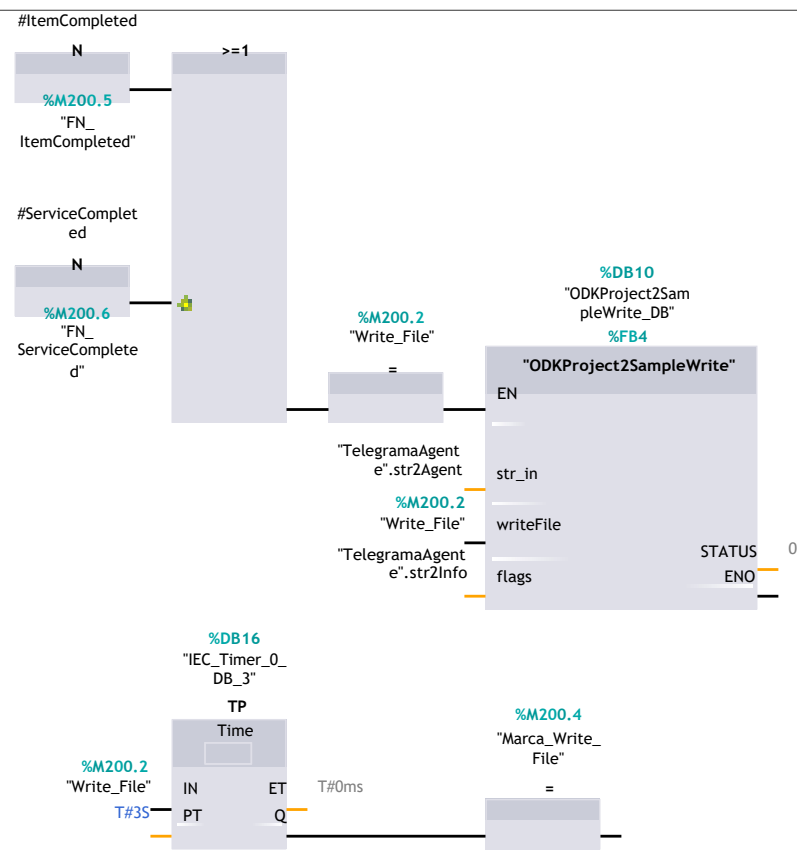 #ItemCompleted
N
>=1
%M200.5
"FN_
ItemCompleted"
#ServiceComplet
ed
N
%M200.6
"FN_
ServiceComplete
d"
%M200.2
"Write_File"
=
%DB10
"ODKProject2Sam
pleWrite_DB"
%FB4
"ODKProject2SampleWrite"
EN
"TelegramaAgent
e".str2Agent
str_in
%M200.2
"Write_File"
writeFile
"TelegramaAgent
e".str2Info
flags
STATUS
0
ENO
%DB16
"IEC_Timer_0_
DB_3"
TP
Time
%M200.2
"Write_File"
IN
ET
T#0ms
T#3S
PT
Q
%M200.4
"Marca_Write_
File"
=